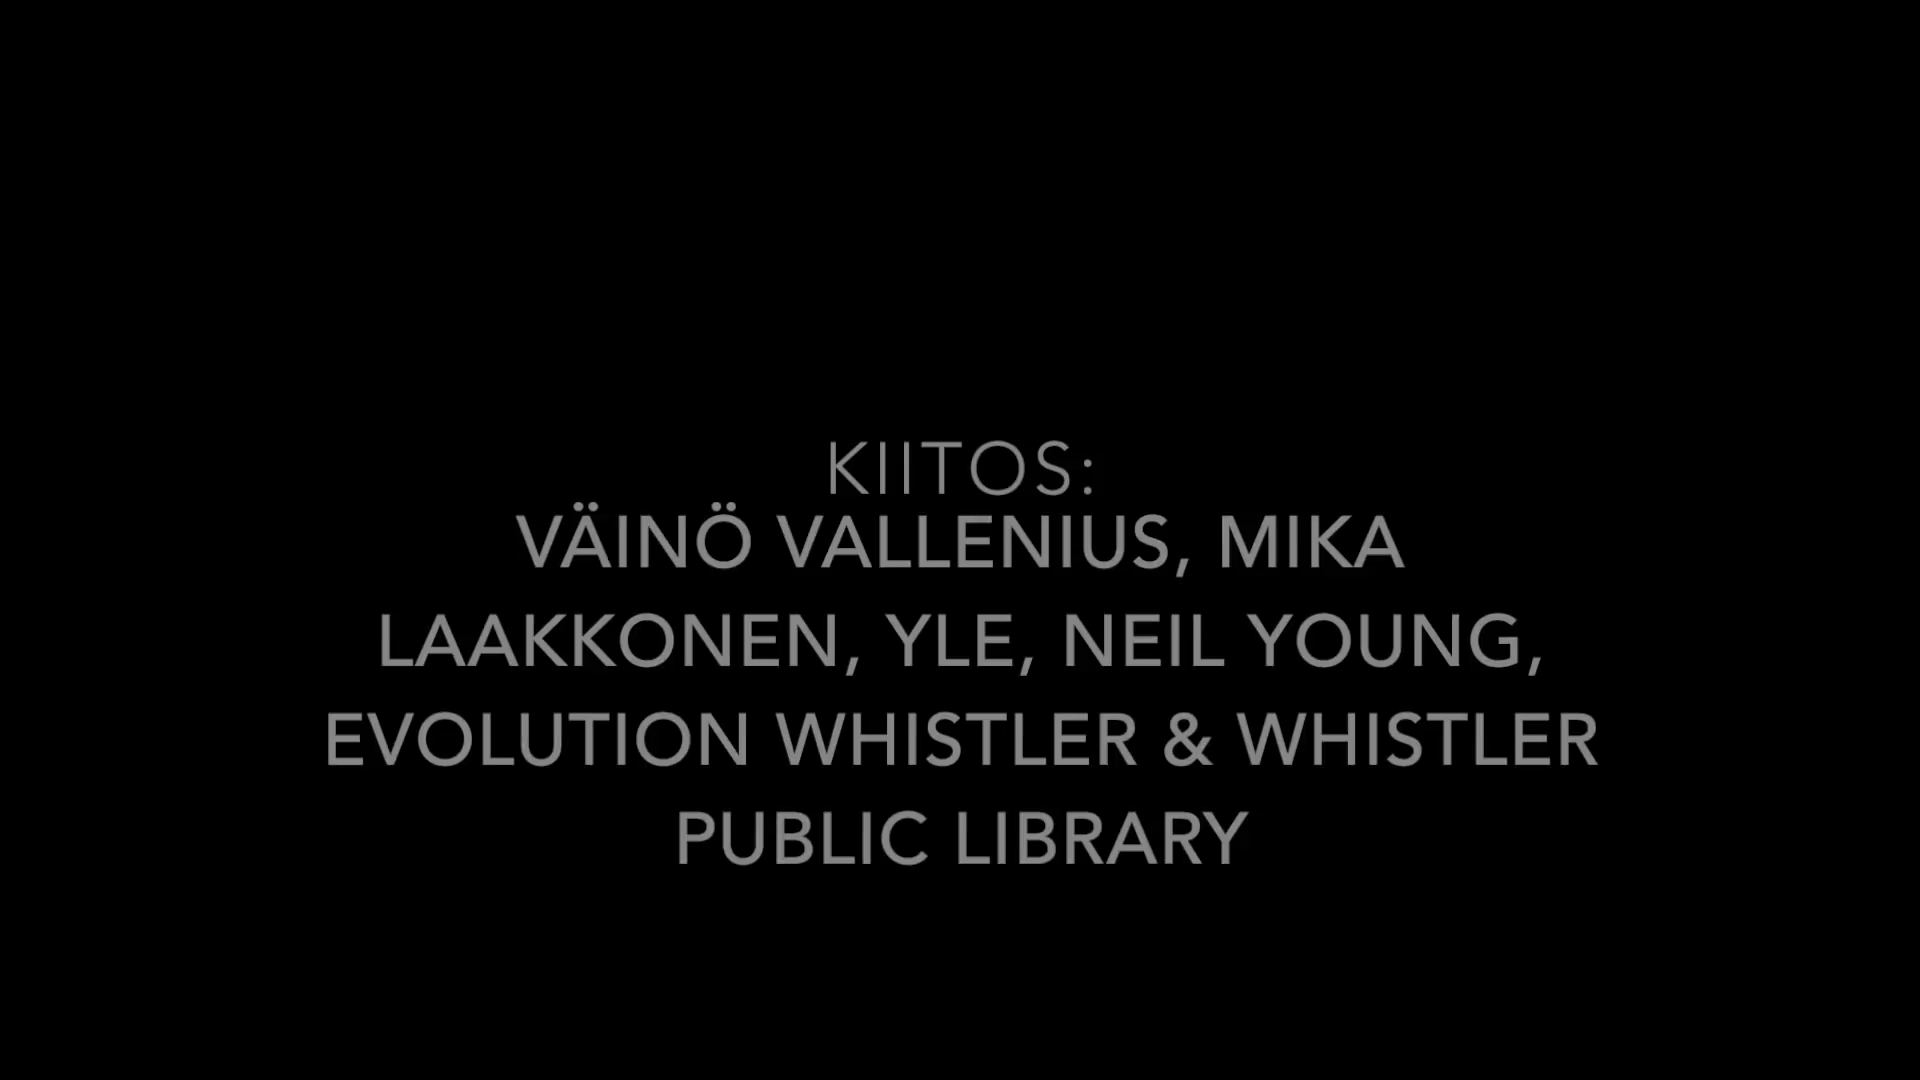 KIITOS:
VÄINÖ VALLENIUS, MIKA
LAAKKONEN, YLE, NEIL YOUNG,
EVOLUTION WHISTLER & WHISTLER
PUBLIC LIBRARY